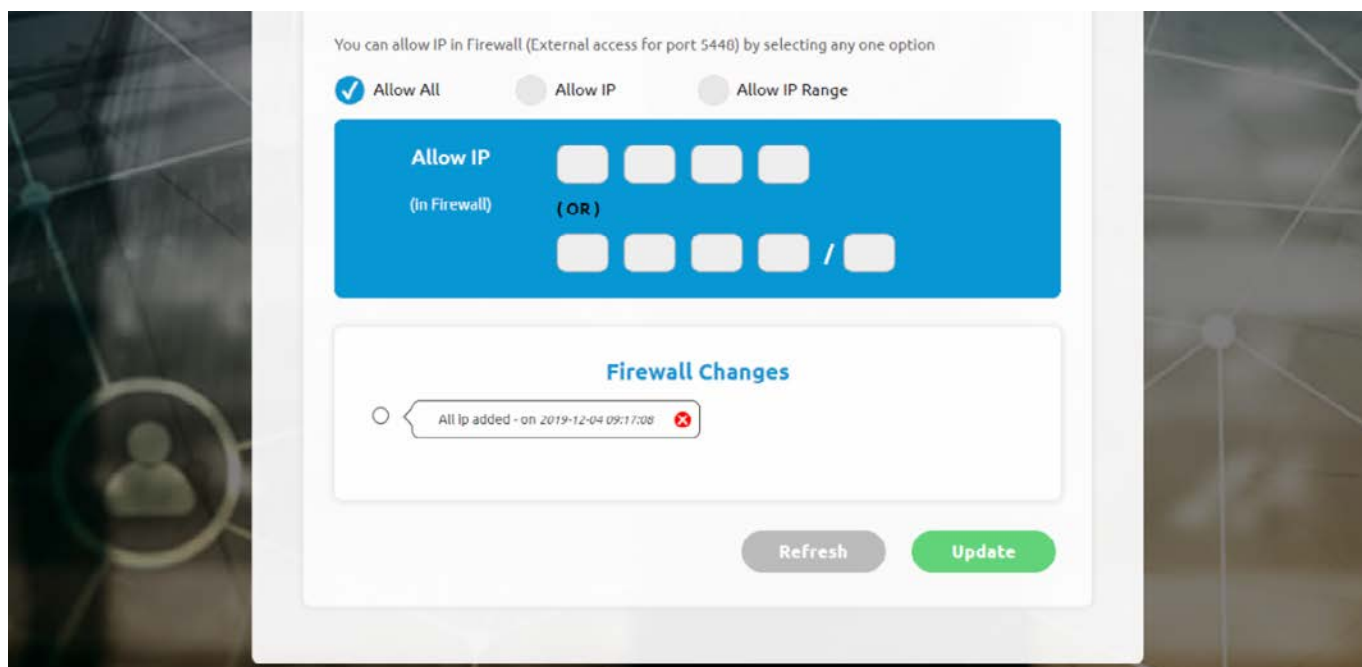 You can allow IP in Firewall (External access for port 5448) by selecting any one option
Allow All Allow IP Allow IP Range
Allow IP
(in Firewall)
( OR )
/
Firewall Changes
All ip added - on 2019-12-04 09:17:08
Refresh Update